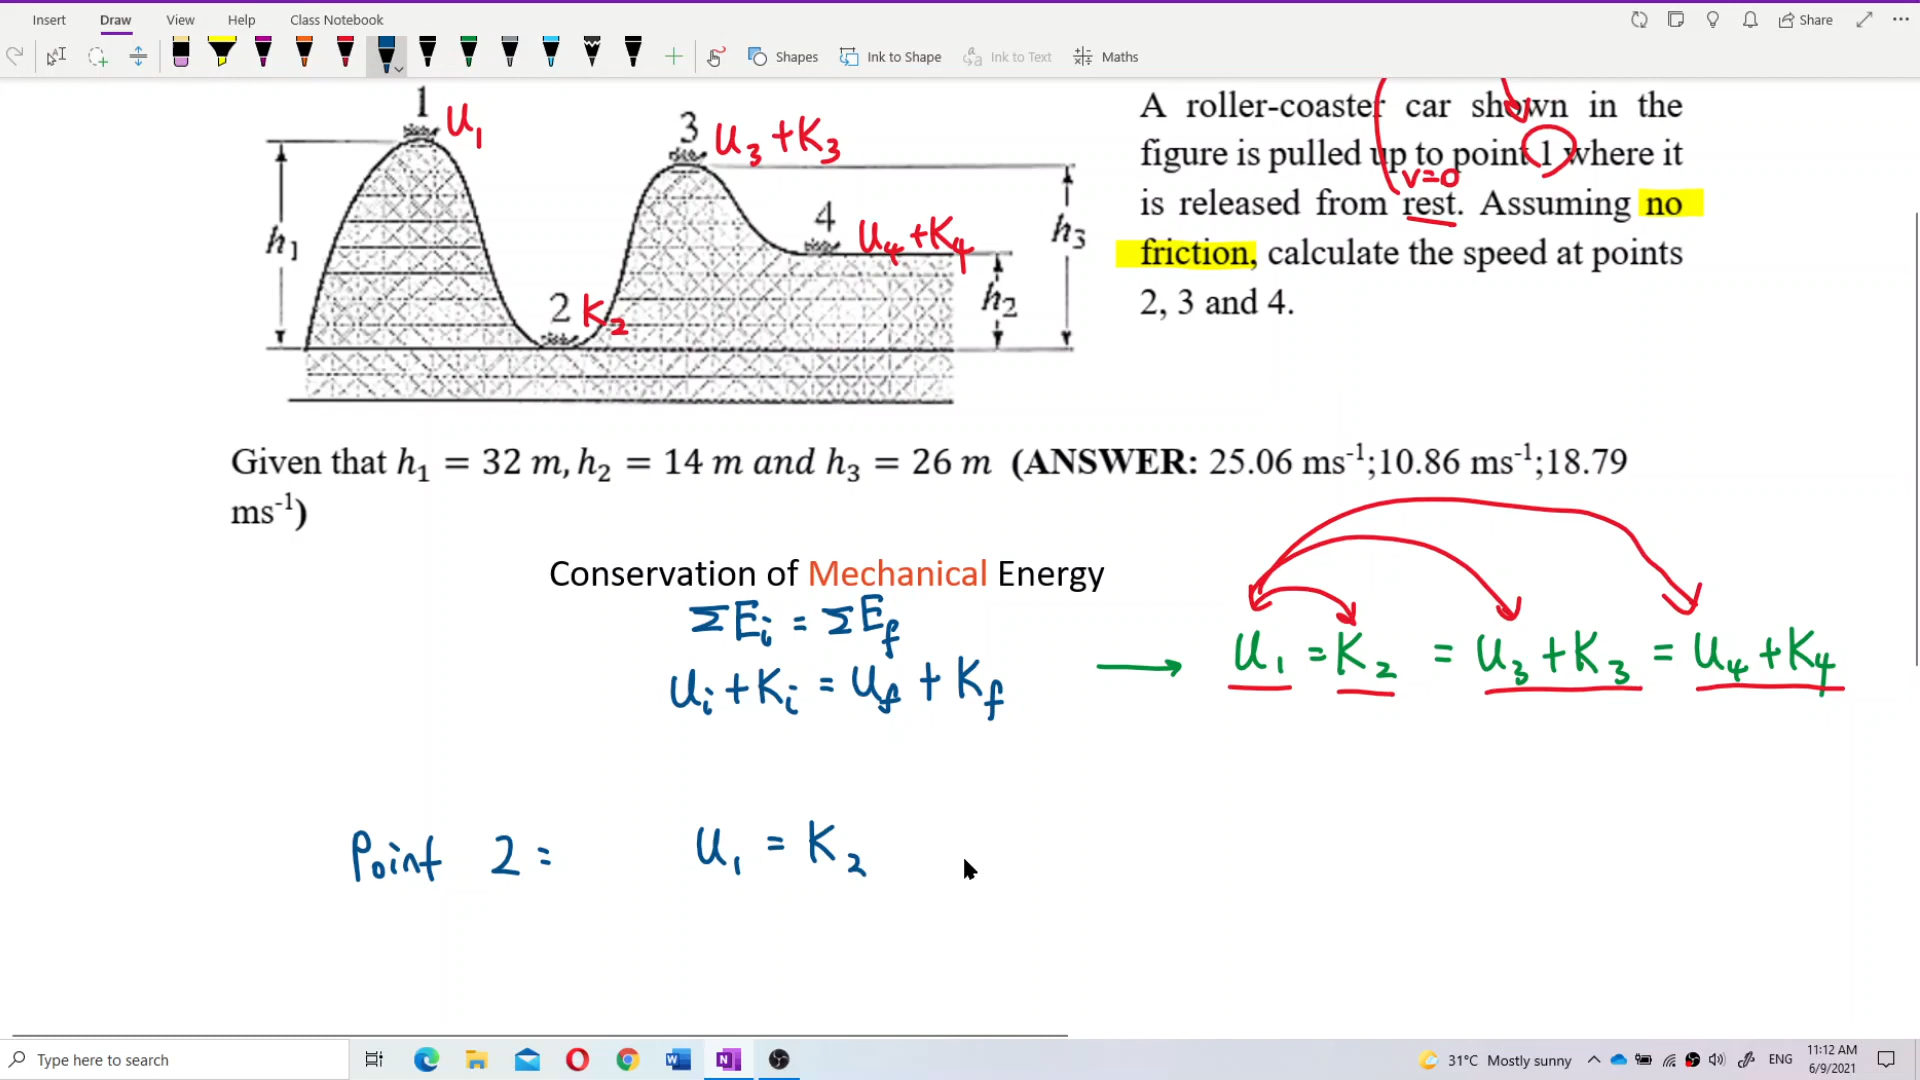 Insert Draw View Help Class Notebook Share
Shapes Ink to Shape Ink to Text Maths
1 U₁
3 U₃ + K₃
4 U₄ + K₄
h₁
h₃
2 K₂
h₂
A roller-coaster car shown in the
figure is pulled up to point 1 where it
v=0
is released from rest. Assuming no
friction, calculate the speed at points
2, 3 and 4.
Given that h₁ = 32 m, h₂ = 14 m and h₃ = 26 m (ANSWER: 25.06 ms⁻¹;10.86 ms⁻¹;18.79
ms⁻¹)
Conservation of Mechanical Energy
ΣEᵢ = ΣE_f
Uᵢ + Kᵢ = U_f + K_f
U₁ = K₂ = U₃ + K₃ = U₄ + K₄
Point 2 = U₁ = K₂
Type here to search
31°C Mostly sunny ENG 11:12 AM
6/9/2021